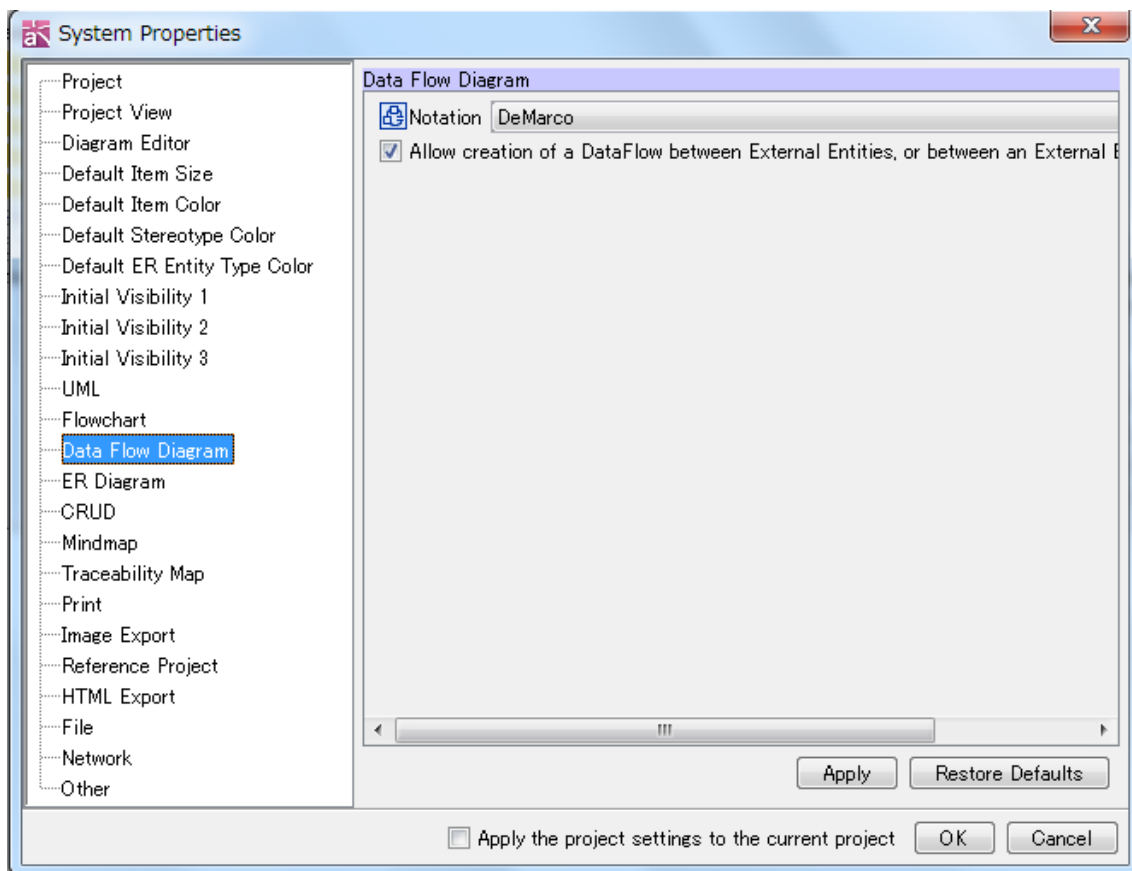 System Properties
Project
Project View
Diagram Editor
Default Item Size
Default Item Color
Default Stereotype Color
Default ER Entity Type Color
Initial Visibility 1
Initial Visibility 2
Initial Visibility 3
UML
Flowchart
Data Flow Diagram
ER Diagram
CRUD
Mindmap
Traceability Map
Print
Image Export
Reference Project
HTML Export
File
Network
Other
Data Flow Diagram
Notation DeMarco
Allow creation of a DataFlow between External Entities, or between an External
Apply Restore Defaults
Apply the project settings to the current project OK Cancel